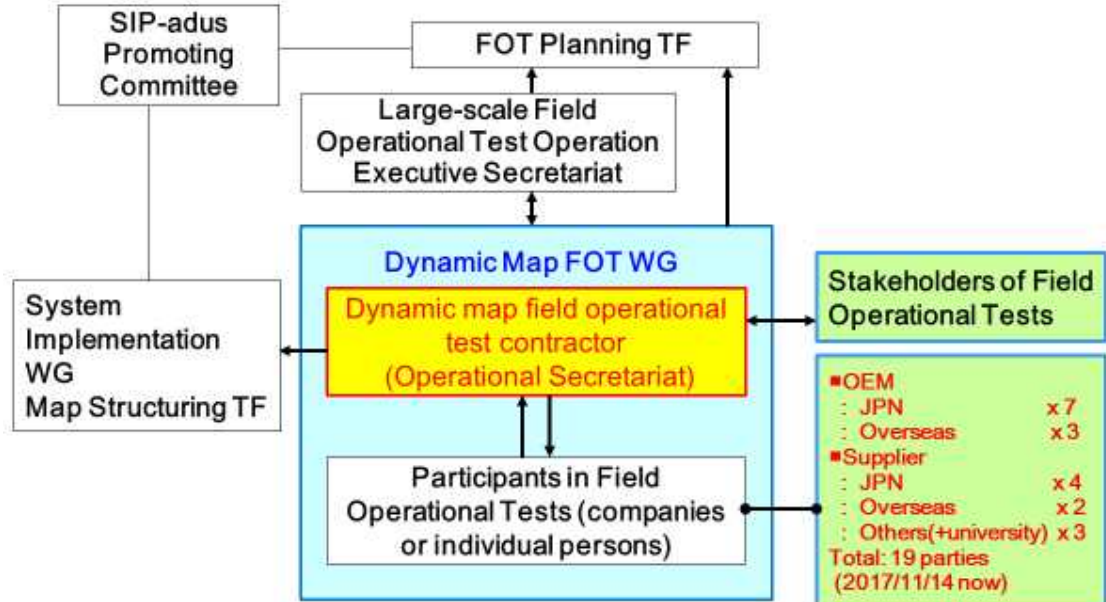 SIP-adus
Promoting
Committee
FOT Planning TF
Large-scale Field
Operational Test Operation
Executive Secretariat
Dynamic Map FOT WG
Dynamic map field operational
test contractor
(Operational Secretariat)
System
Implementation
WG
Map Structuring TF
Stakeholders of Field
Operational Tests
Participants in Field
Operational Tests (companies
or individual persons)
■OEM
: JPN x 7
: Overseas x 3
■Supplier
: JPN x 4
: Overseas x 2
: Others(+university) x 3
Total: 19 parties
(2017/11/14 now)